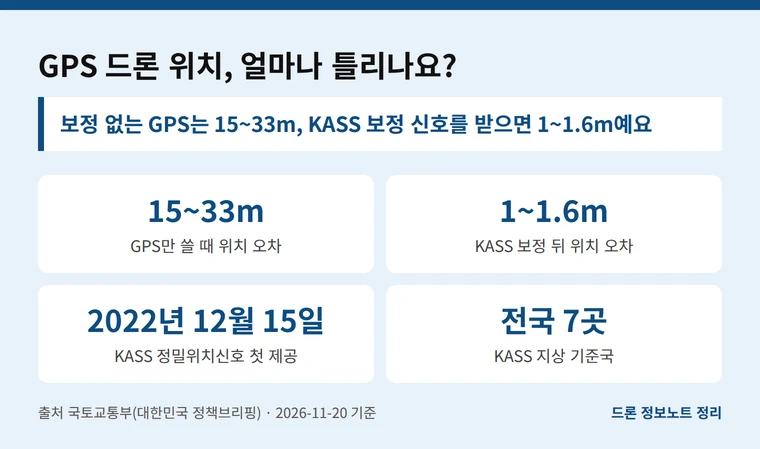 GPS 드론 위치, 얼마나 틀리나요?
보정 없는 GPS는 15~33m, KASS 보정 신호를 받으면 1~1.6m예요
15~33m
GPS만 쓸 때 위치 오차
1~1.6m
KASS 보정 뒤 위치 오차
2022년 12월 15일
KASS 정밀위치신호 첫 제공
전국 7곳
KASS 지상 기준국
출처 국토교통부(대한민국 정책브리핑) · 2026-11-20 기준
드론 정보노트 정리